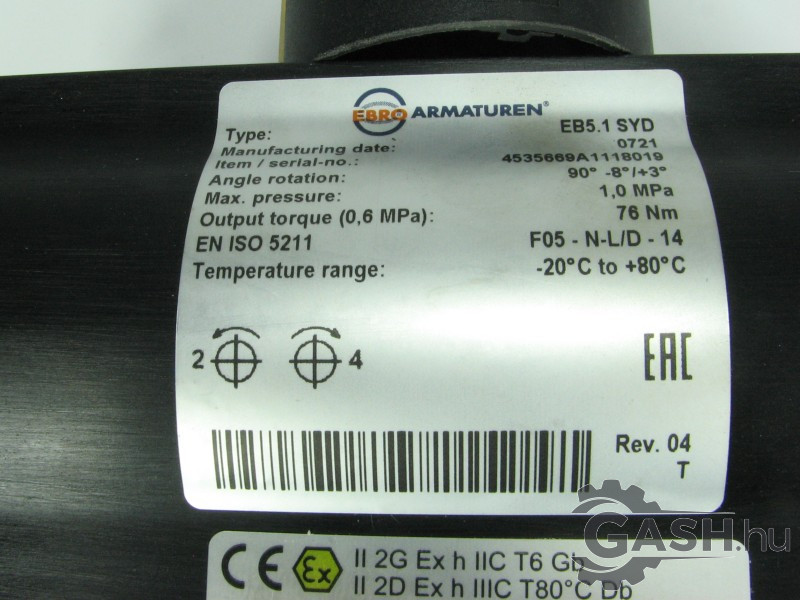 EBRO ARMATUREN®
Type: EB5.1 SYD
Manufacturing date: 0721
Item / serial-no.: 4535669A1118019
Angle rotation: 90° -8°/+3°
Max. pressure: 1,0 MPa
Output torque (0,6 MPa): 76 Nm
EN ISO 5211 F05 - N-L/D - 14
Temperature range: -20°C to +80°C
2 4 EAC
Rev. 04
T
GASH.hu
CE Ex II 2G Ex h IIC T6 Gb
II 2D Ex h IIIC T80°C Db